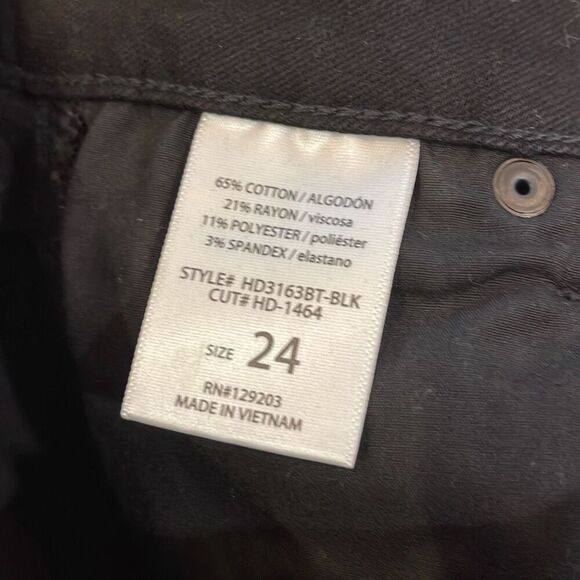 65% COTTON / ALGODÓN
21% RAYON / viscosa
11% POLYESTER / poliéster
3% SPANDEX / elastano
STYLE# HD3163BT-BLK
CUT# HD-1464
SIZE 24
RN#129203
MADE IN VIETNAM